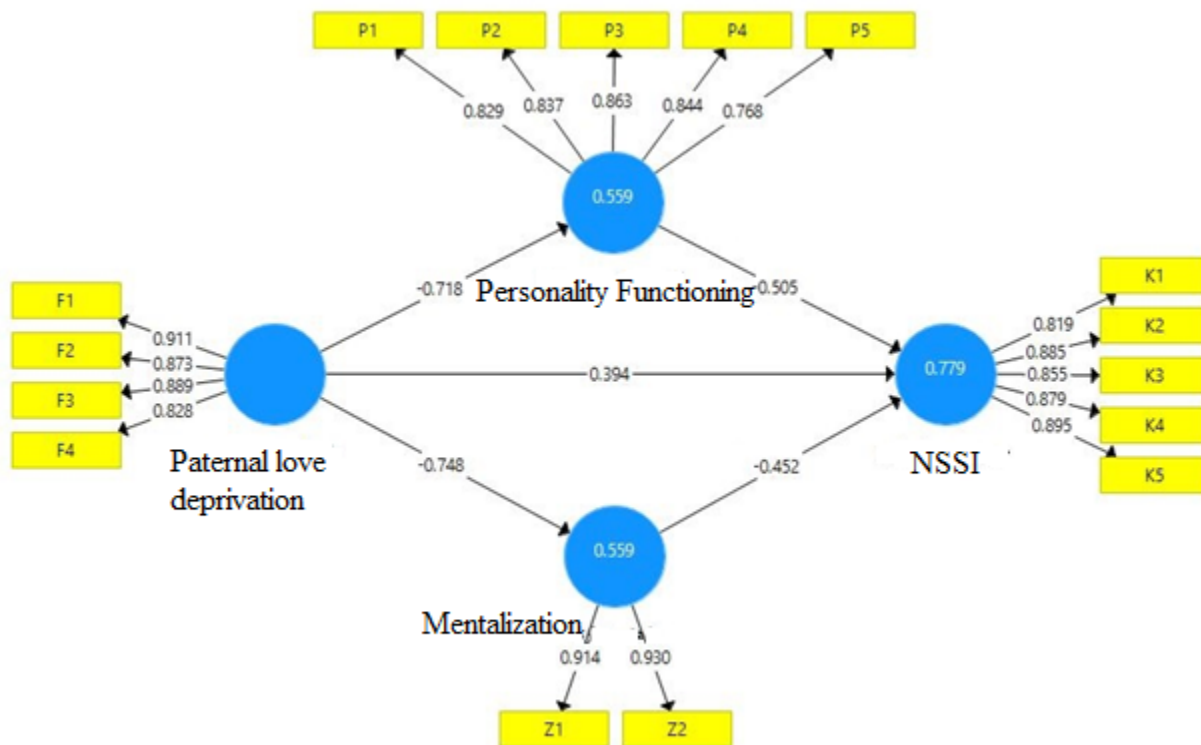 P1
P2
P3
P4
P5
0.829
0.837
0.863
0.844
0.768
0.559
-0.718
Personality Functioning
0.505
F1
F2
F3
F4
0.911
0.873
0.889
0.828
Paternal love
deprivation
0.394
0.779
NSSI
K1
K2
K3
K4
K5
0.819
0.885
0.855
0.879
0.895
-0.748
-0.452
0.559
Mentalization
0.914
0.930
Z1
Z2